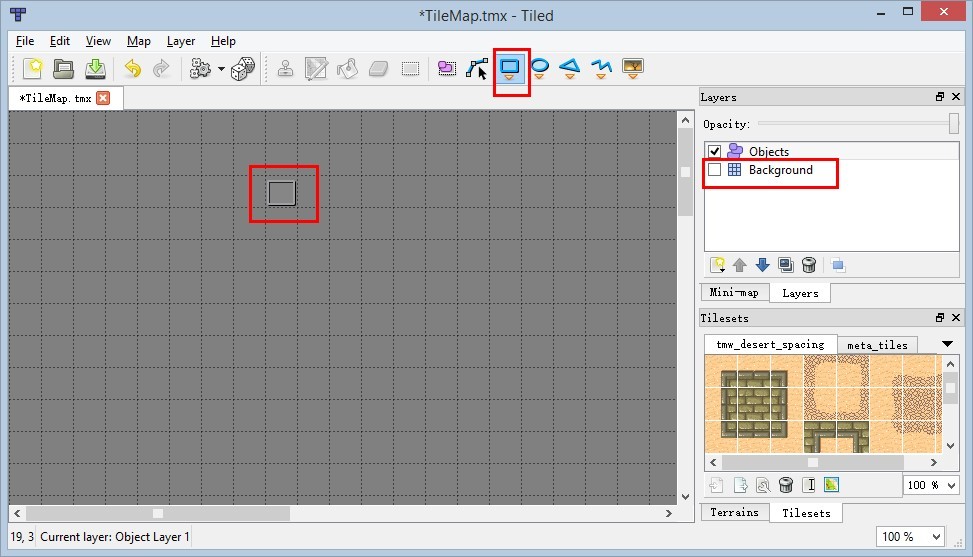 *TileMap.tmx - Tiled
File Edit View Map Layer Help
*TileMap.tmx
Layers
Opacity:
Objects
Background
Mini-map Layers
Tilesets
tmw_desert_spacing meta_tiles
100 %
Terrains Tilesets
19, 3 Current layer: Object Layer 1
100 %